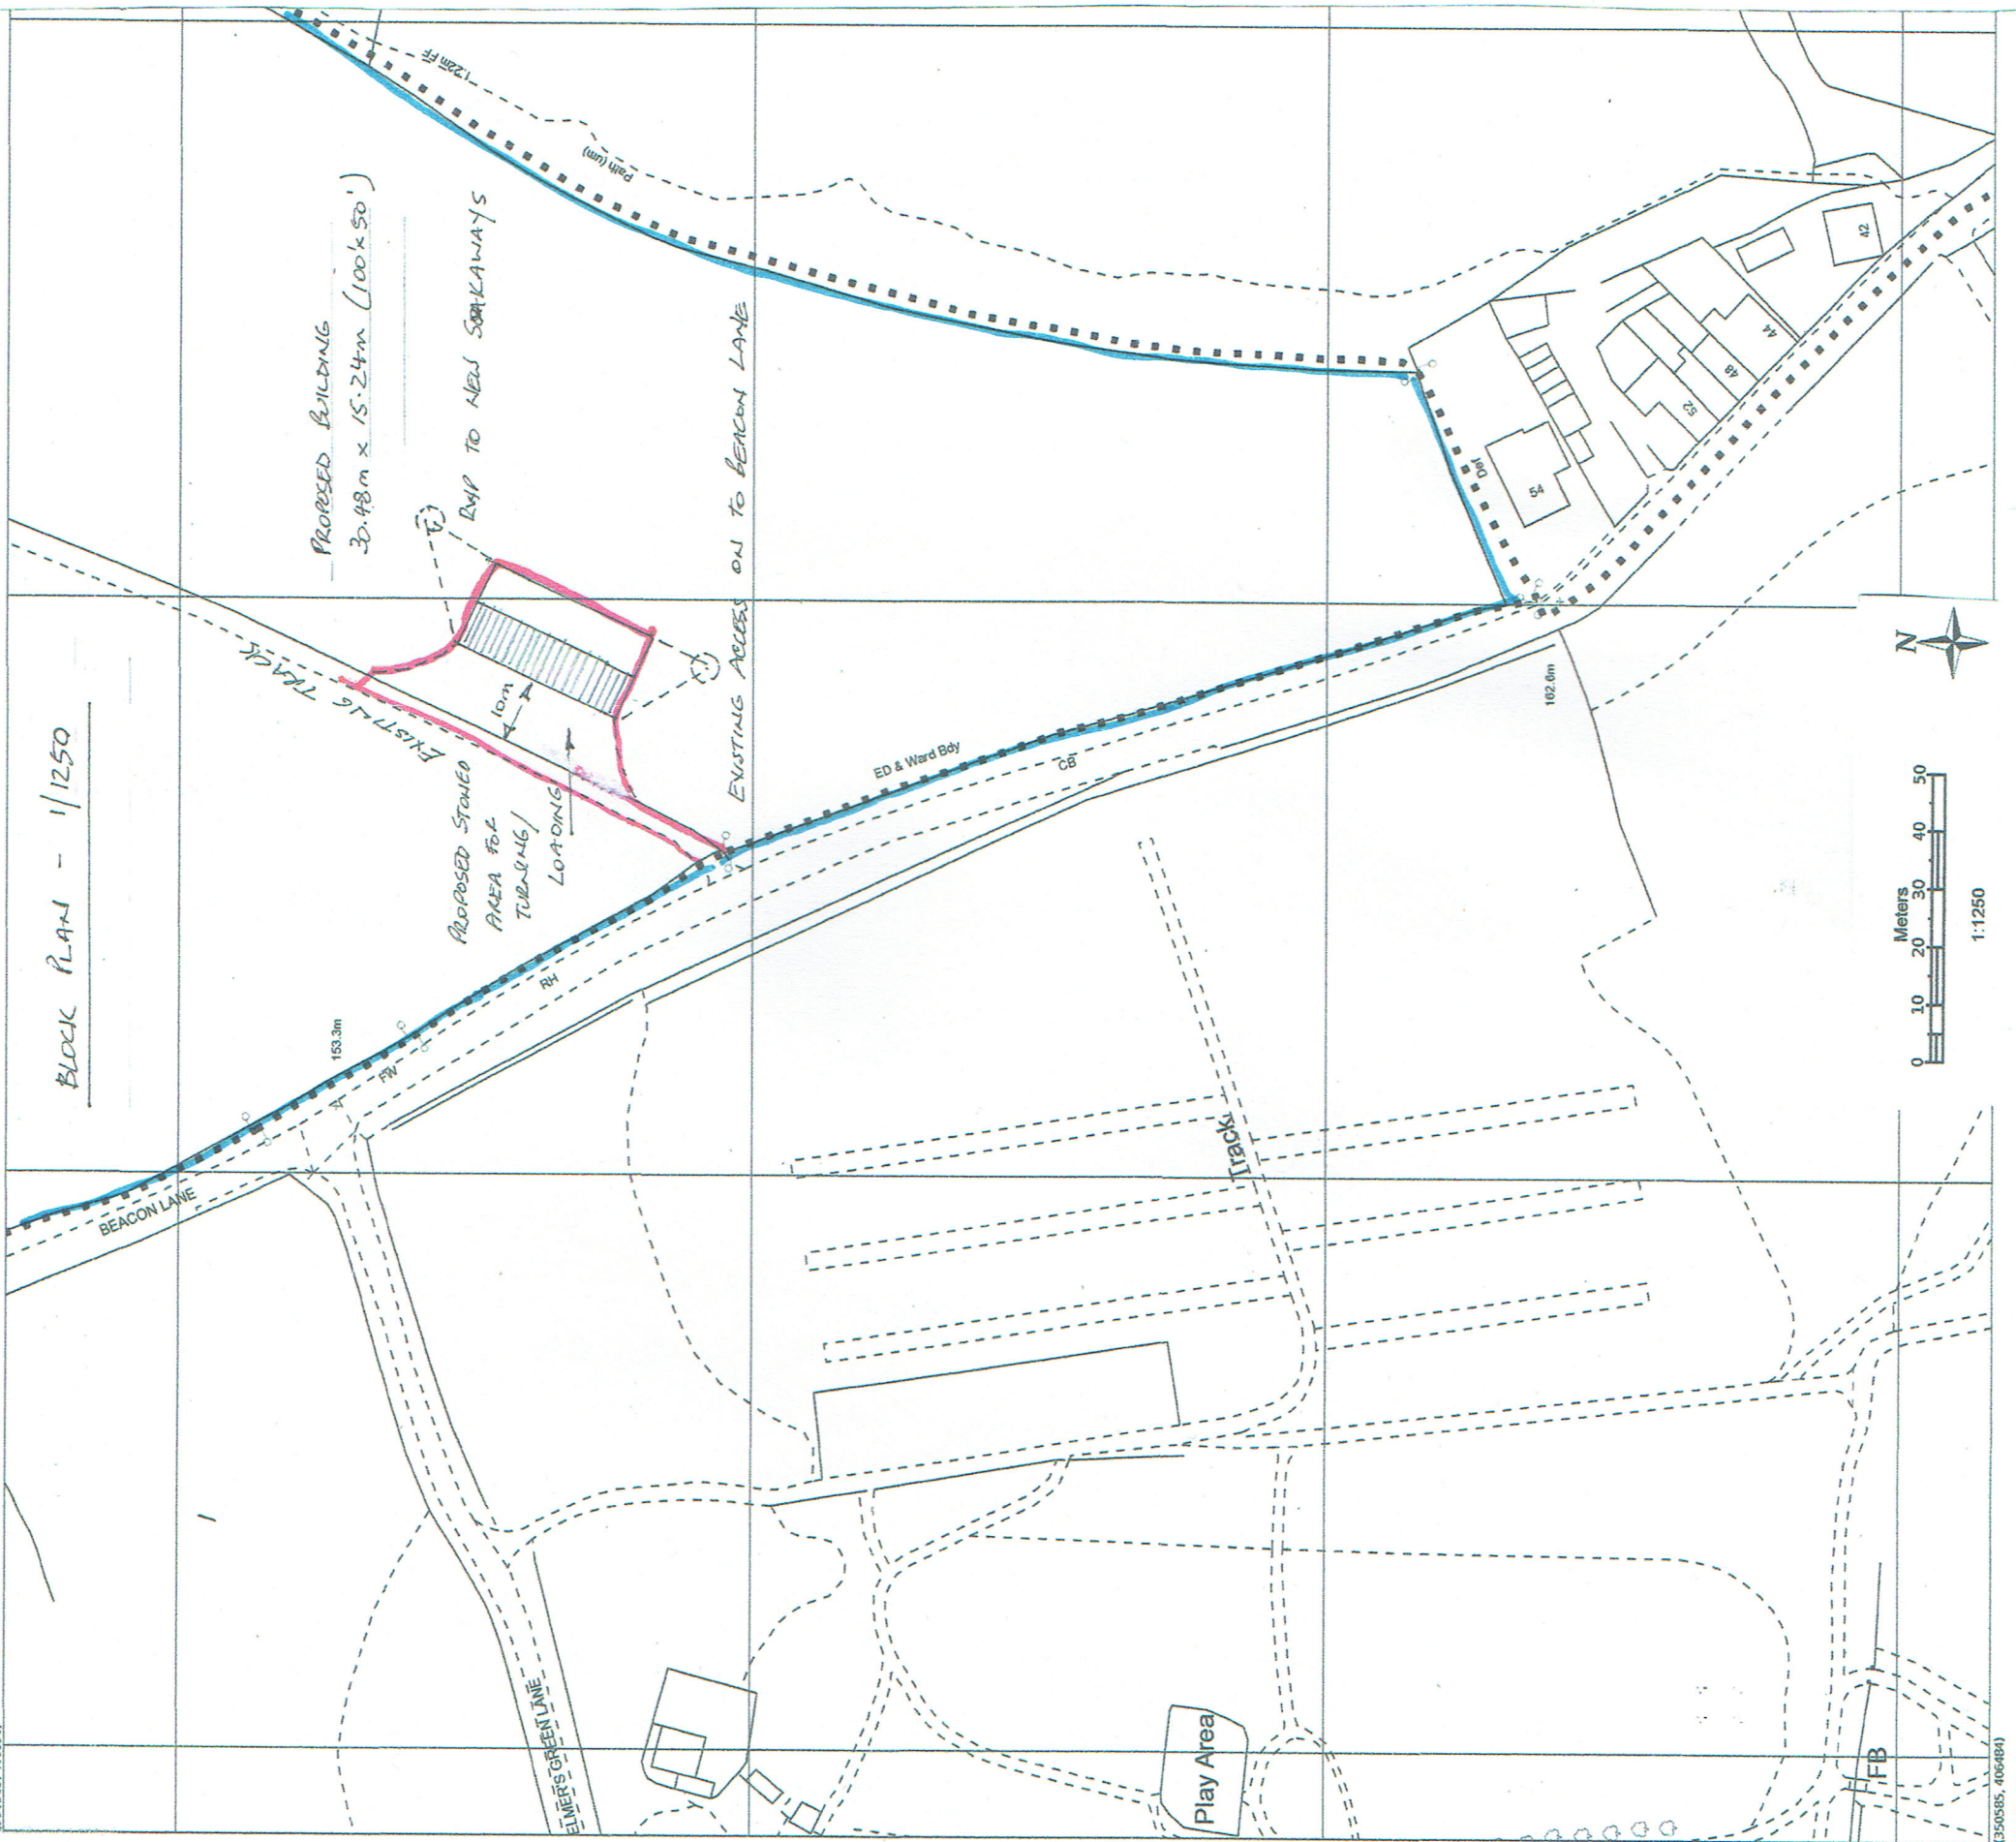 BLOCK PLAN - 1/1250
PROPOSED BUILDING
30.48m x 15.24m (100'x50')
RWP TO NEW SOAKAWAYS
EXISTING ACCESS ON TO BEACON LANE
EXISTING TRACK
10m
PROPOSED STONED
AREA FOR
TURNING/
LOADING
1.22m FF
Path (um)
BEACON LANE
153.3m
FW
RH
ED & Ward Bdy
CB
162.6m
Def
54
52
48
44
42
Track
ELMER'S GREEN LANE
Play Area
FB
N
Meters
0 10 20 30 40 50
1:1250
350585, 406484)